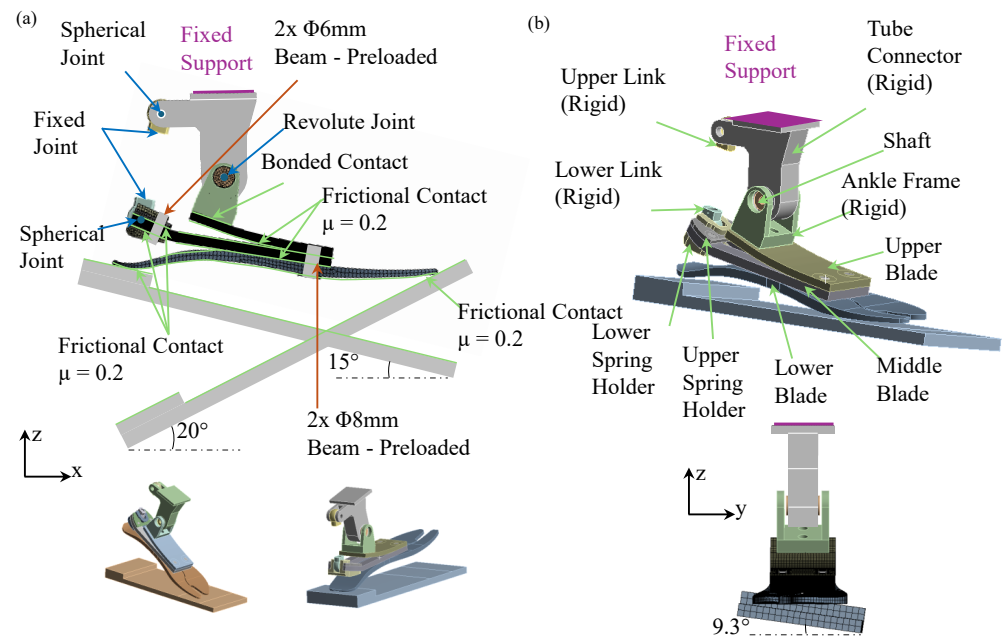 (a)
Spherical
Joint
Fixed
Support
2x Φ6mm
Beam - Preloaded
Fixed
Joint
Revolute Joint
Bonded Contact
Frictional Contact
μ = 0.2
Spherical
Joint
Frictional Contact
μ = 0.2
Frictional Contact
μ = 0.2
15°
20°
2x Φ8mm
Beam - Preloaded
z
x
(b)
Fixed
Support
Tube
Connector
(Rigid)
Upper Link
(Rigid)
Shaft
Lower Link
(Rigid)
Ankle Frame
(Rigid)
Upper
Blade
Lower
Spring
Holder
Upper
Spring
Holder
Lower
Blade
Middle
Blade
z
y
9.3°